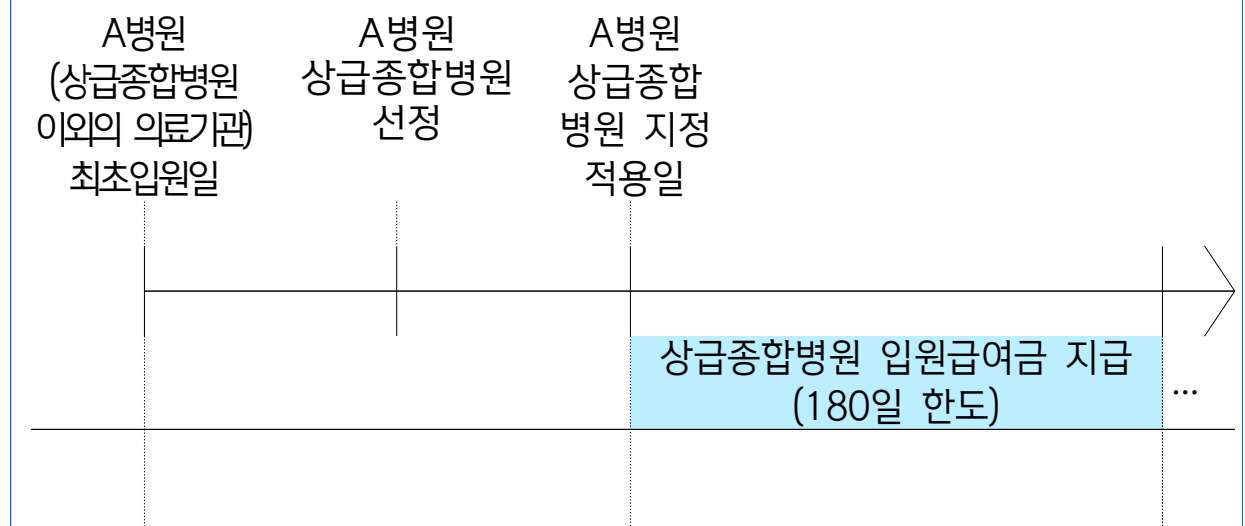 A병원
(상급종합병원
이외의 의료기관)
최초입원일
A병원
상급종합병원
선정
A병원
상급종합
병원 지정
적용일
상급종합병원 입원급여금 지급
(180일 한도)
...